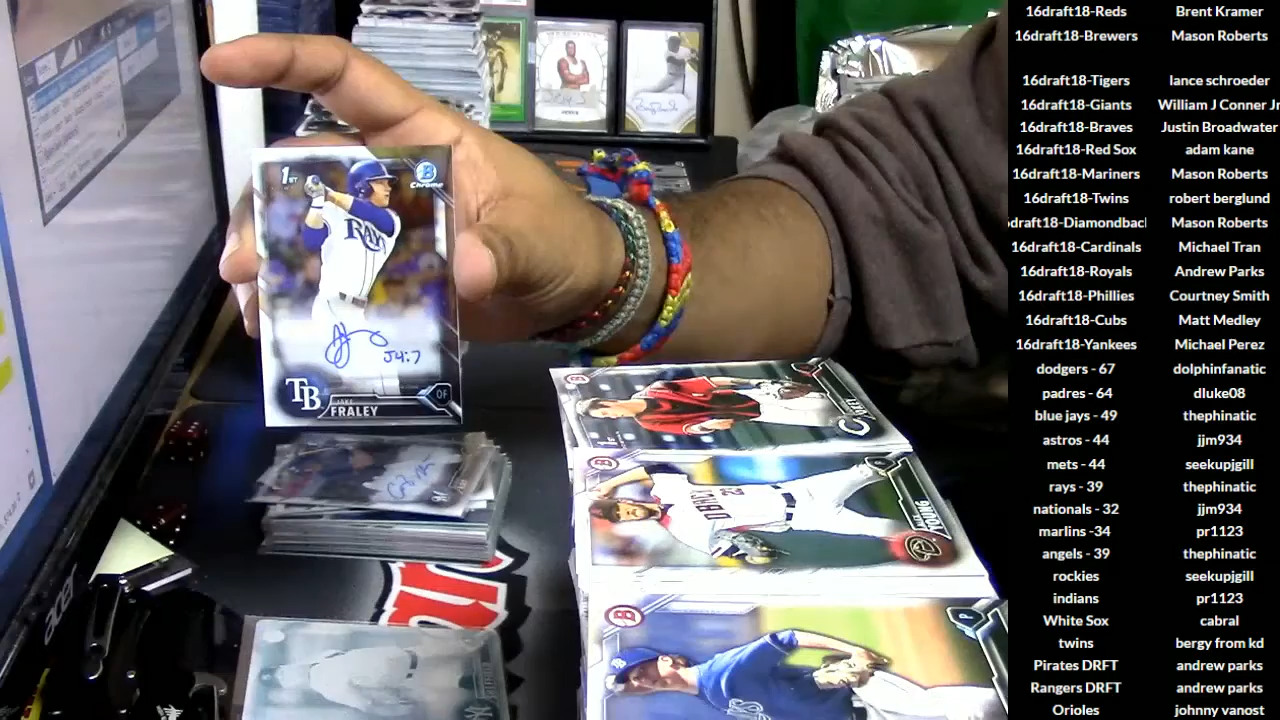 1ST
B
Chrome
RAYS
J4:7
TB
OF
JAKE
FRALEY
acer
YOUNG
P
P
16draft18-Reds Brent Kramer
16draft18-Brewers Mason Roberts
16draft18-Tigers lance schroeder
16draft18-Giants William J Conner Jr
16draft18-Braves Justin Broadwater
16draft18-Red Sox adam kane
16draft18-Mariners Mason Roberts
16draft18-Twins robert berglund
draft18-Diamondbac Mason Roberts
16draft18-Cardinals Michael Tran
16draft18-Royals Andrew Parks
16draft18-Phillies Courtney Smith
16draft18-Cubs Matt Medley
16draft18-Yankees Michael Perez
dodgers - 67 dolphinfanatic
padres - 64 dluke08
blue jays - 49 thephinatic
astros - 44 jjm934
mets - 44 seekupjgill
rays - 39 thephinatic
nationals - 32 jjm934
marlins -34 pr1123
angels - 39 thephinatic
rockies seekupjgill
indians pr1123
White Sox cabral
twins bergy from kd
Pirates DRFT andrew parks
Rangers DRFT andrew parks
Orioles johnny vanost